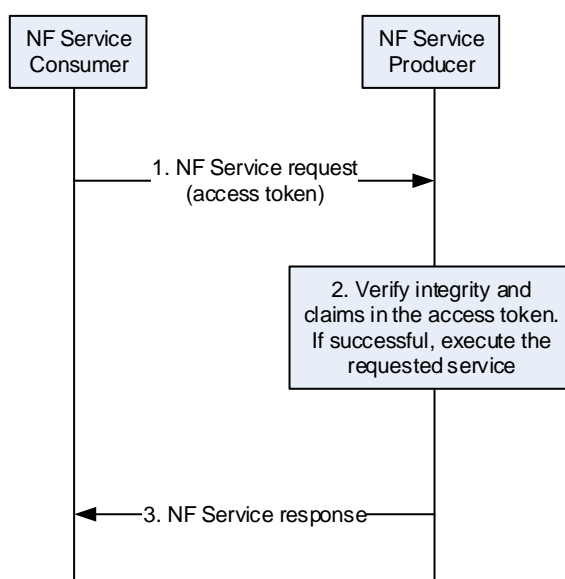 NF Service
Consumer
NF Service
Producer
1. NF Service request
(access token)
2. Verify integrity and
claims in the access token.
If successful, execute the
requested service
3. NF Service response